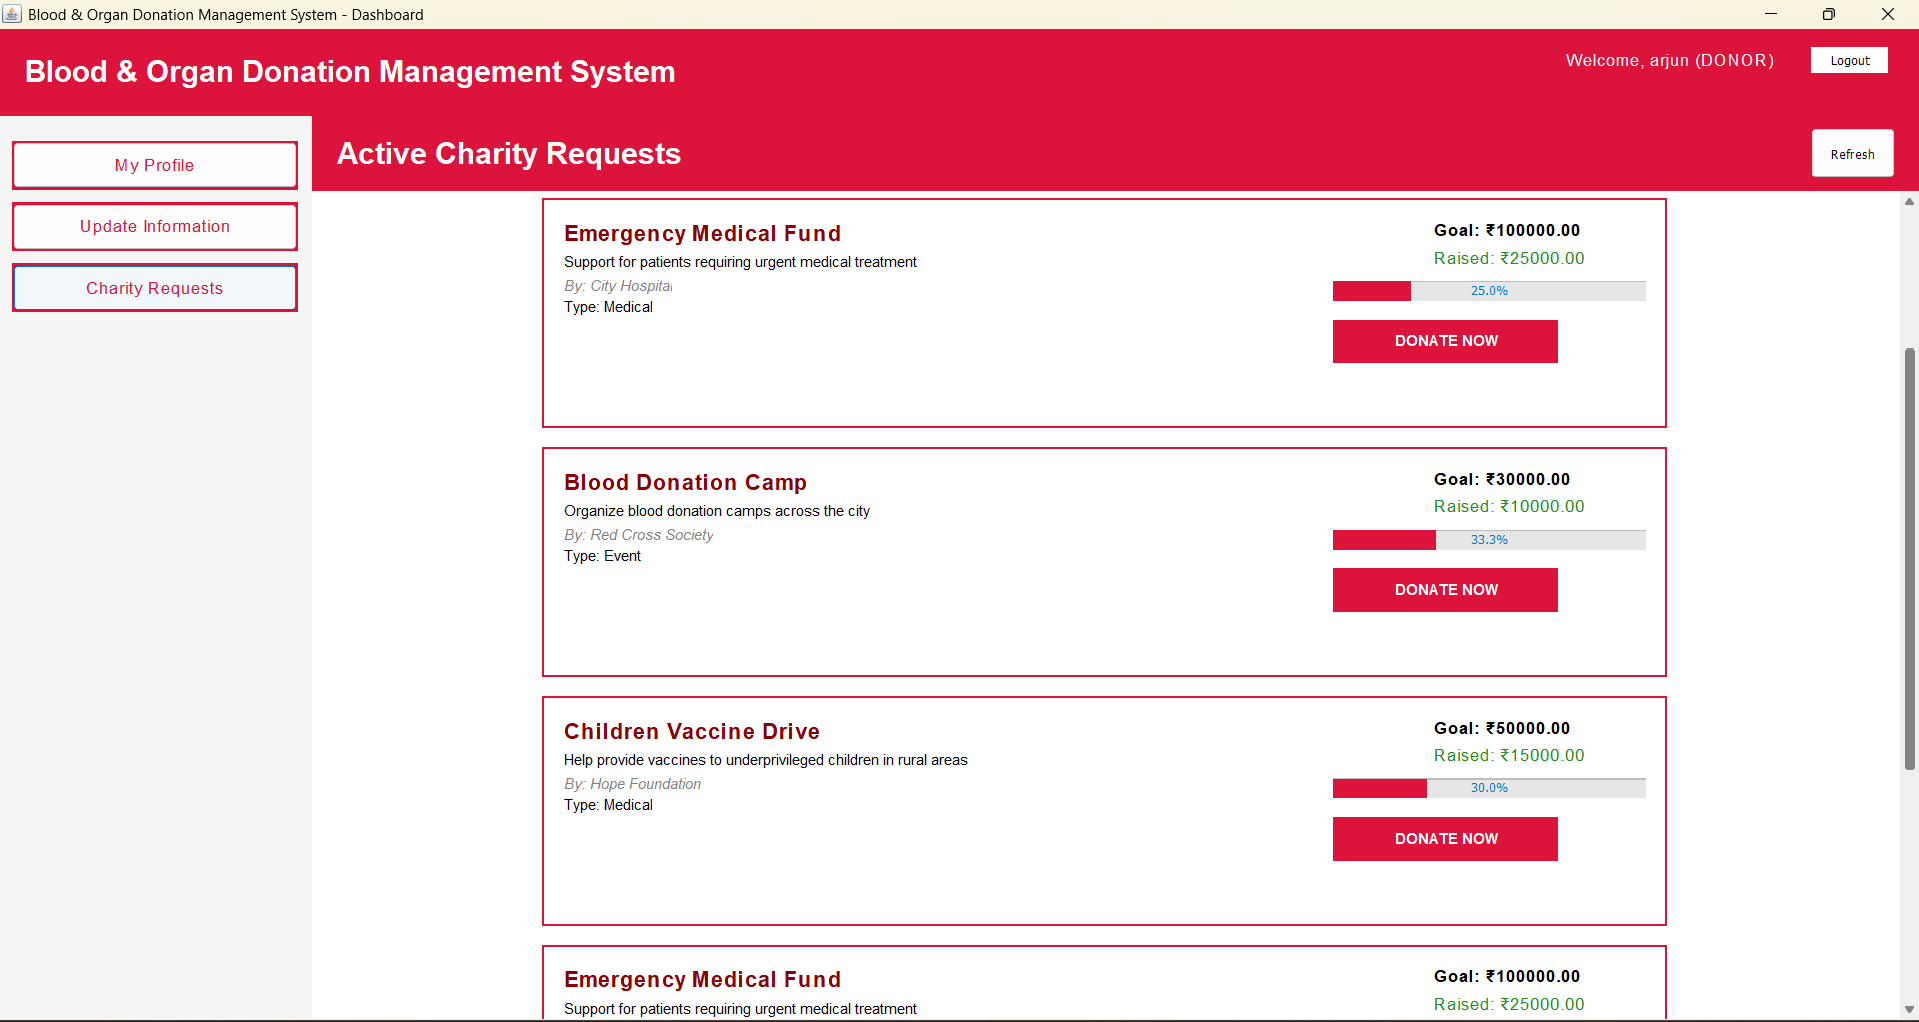 Blood & Organ Donation Management System - Dashboard
Blood & Organ Donation Management System
Welcome, arjun (DONOR)
Logout
My Profile
Update Information
Charity Requests
Active Charity Requests
Refresh
Emergency Medical Fund
Support for patients requiring urgent medical treatment
By: City Hospital
Type: Medical
Goal: ₹100000.00
Raised: ₹25000.00
25.0%
DONATE NOW
Blood Donation Camp
Organize blood donation camps across the city
By: Red Cross Society
Type: Event
Goal: ₹30000.00
Raised: ₹10000.00
33.3%
DONATE NOW
Children Vaccine Drive
Help provide vaccines to underprivileged children in rural areas
By: Hope Foundation
Type: Medical
Goal: ₹50000.00
Raised: ₹15000.00
30.0%
DONATE NOW
Emergency Medical Fund
Support for patients requiring urgent medical treatment
Goal: ₹100000.00
Raised: ₹25000.00